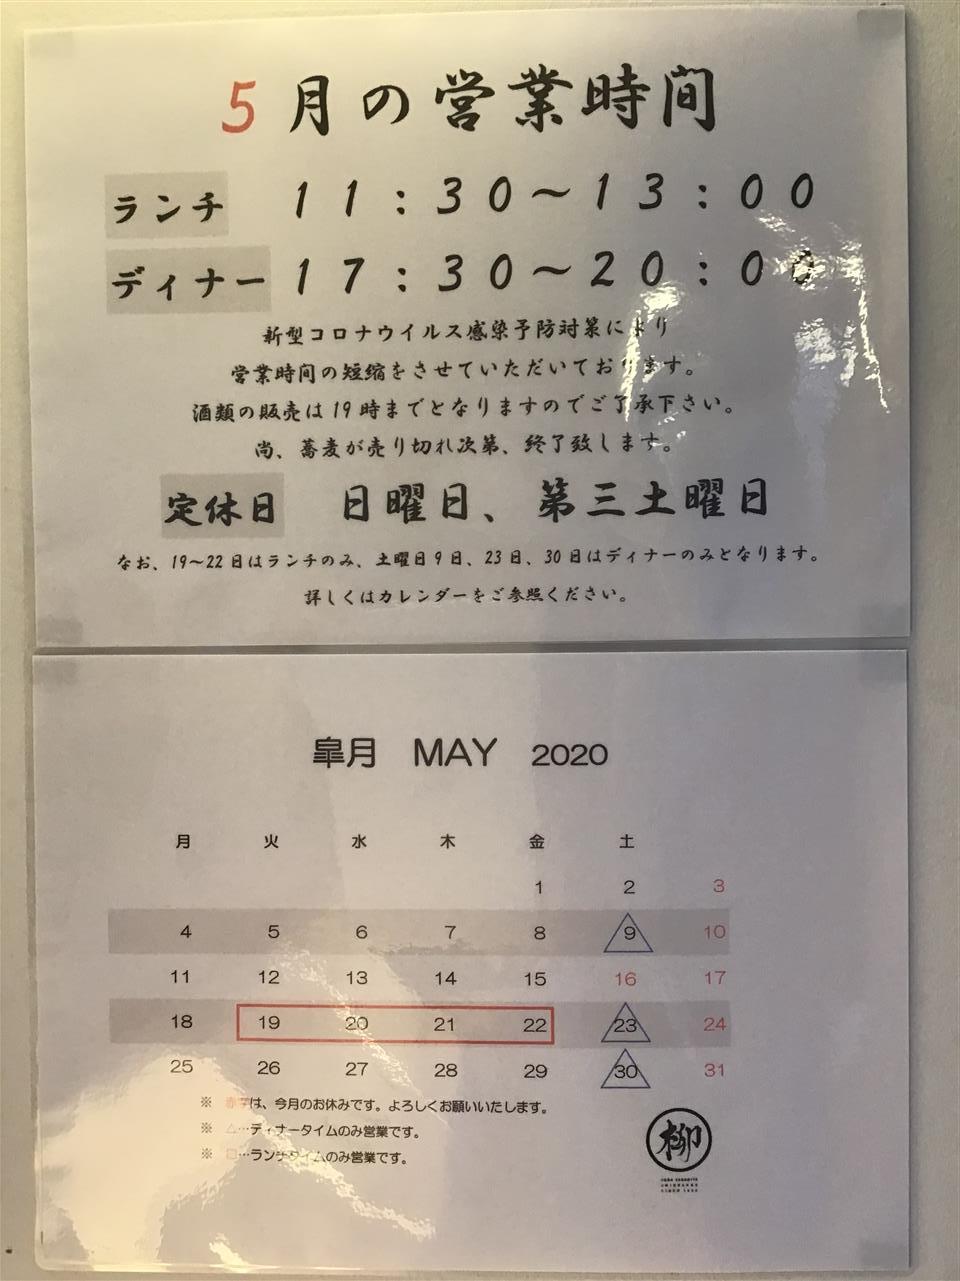 5月の営業時間
ランチ 11:30～13:00
ディナー 17:30～20:00
新型コロナウイルス感染予防対策により
営業時間の短縮をさせていただいております。
酒類の販売は19時までとなりますのでご了承下さい。
尚、蕎麦が売り切れ次第、終了致します。
定休日 日曜日、第三土曜日
なお、19～22日はランチのみ、土曜日9日、23日、30日はディナーのみとなります。
詳しくはカレンダーをご参照ください。
皐月 MAY 2020
月 火 水 木 金 土
1 2 3
4 5 6 7 8 9 10
11 12 13 14 15 16 17
18 19 20 21 22 23 24
25 26 27 28 29 30 31
※ 赤字は、今月のお休みです。よろしくお願いいたします。
※ △…ディナータイムのみ営業です。
※ □…ランチタイムのみ営業です。
柳